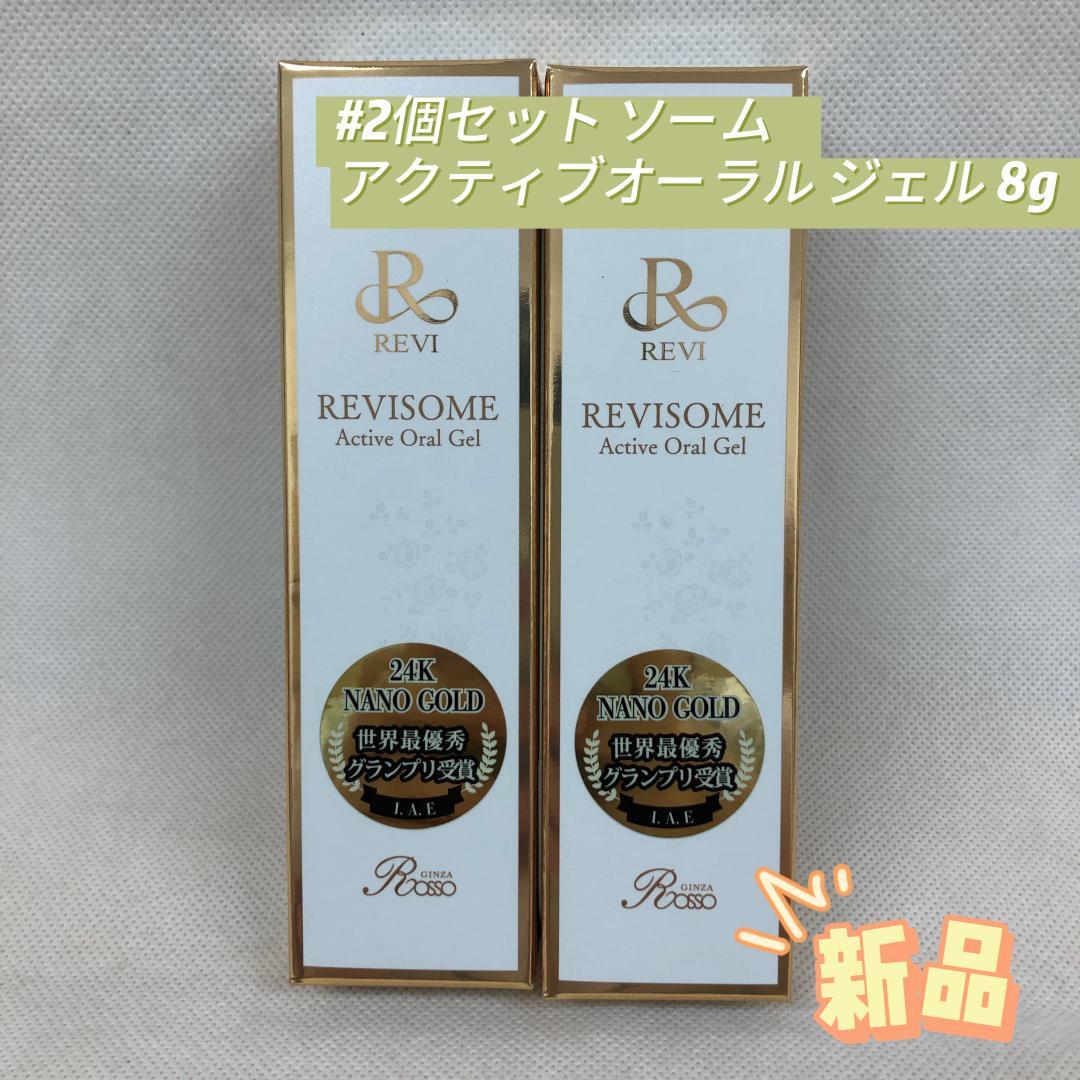 #2個セット ソーム
アクティブオーラル ジェル 8g
R
REVI
REVISOME
Active Oral Gel
24K
NANO GOLD
世界最優秀
グランプリ受賞
I. A. E
GINZA
Rosso
R
REVI
REVISOME
Active Oral Gel
24K
NANO GOLD
世界最優秀
グランプリ受賞
I. A. E
GINZA
Rosso
新品